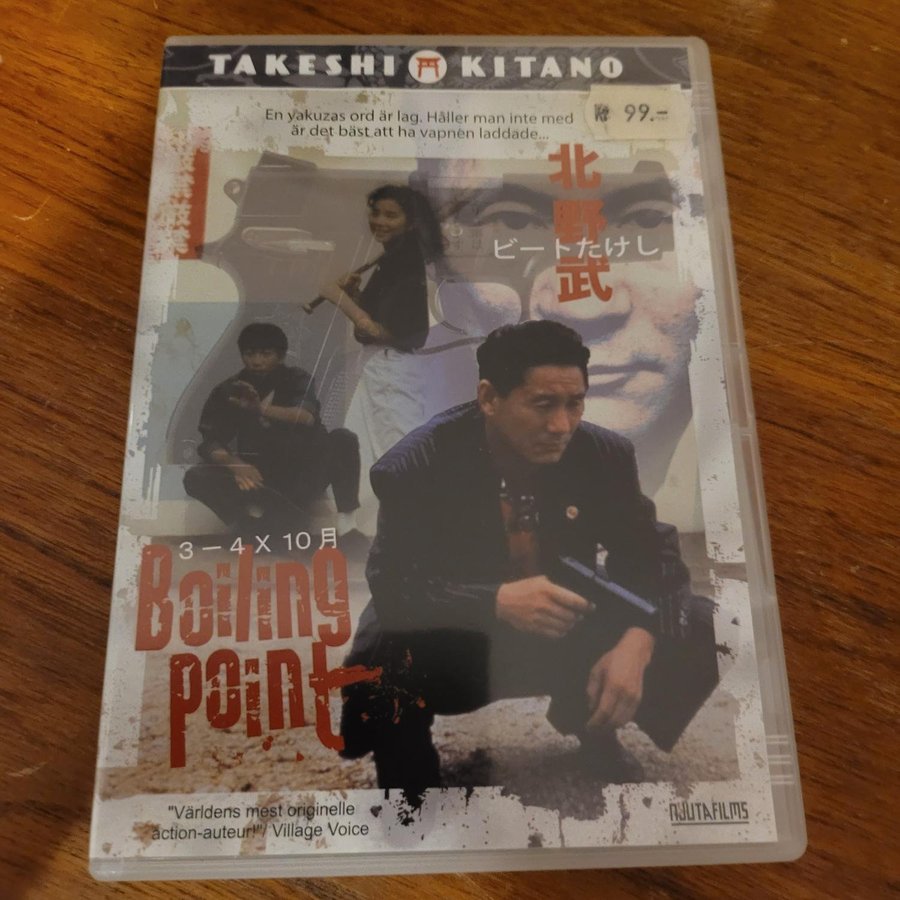 TAKESHI KITANO
En yakuzas ord är lag. Håller man inte med
är det bäst att ha vapnen laddade...
99.-
北野武
ビートたけし
3-4 X 10月
Boiling
point
"Världens mest originelle
action-auteur!" Village Voice
NJUTAFILMS